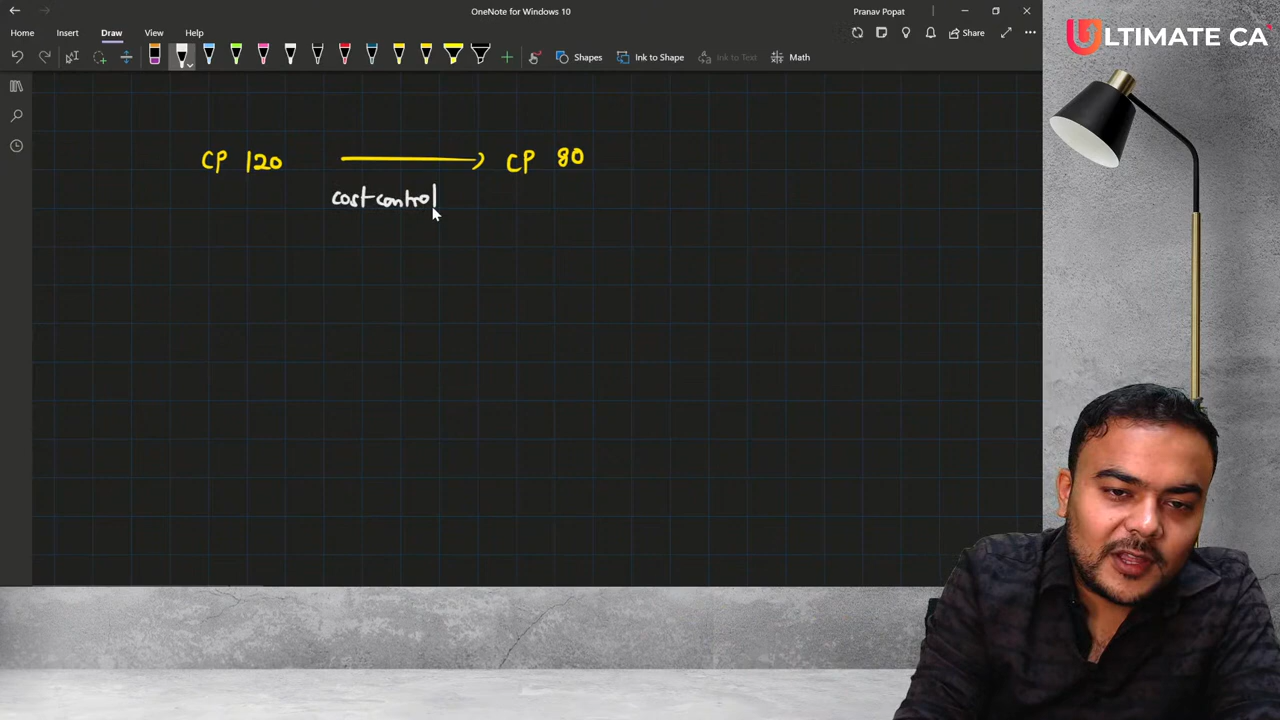 OneNote for Windows 10
Pranav Popat
Home Insert Draw View Help
Share
Shapes Ink to Shape Ink to Text Math
ULTIMATE CA
CP 120 CP 80
cost control